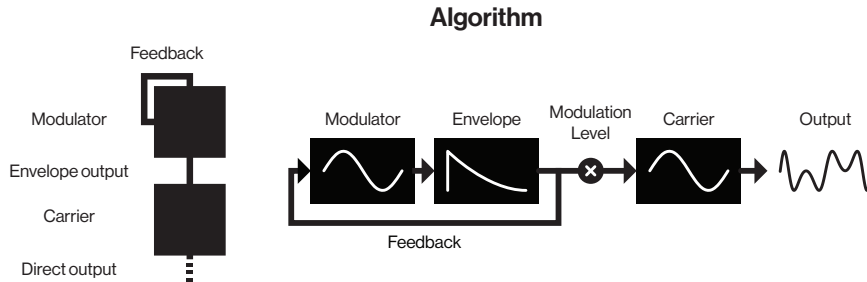 Algorithm
Feedback
Modulator
Envelope output
Carrier
Direct output
Modulator
Envelope
Modulation
Level
Carrier
Output
Feedback